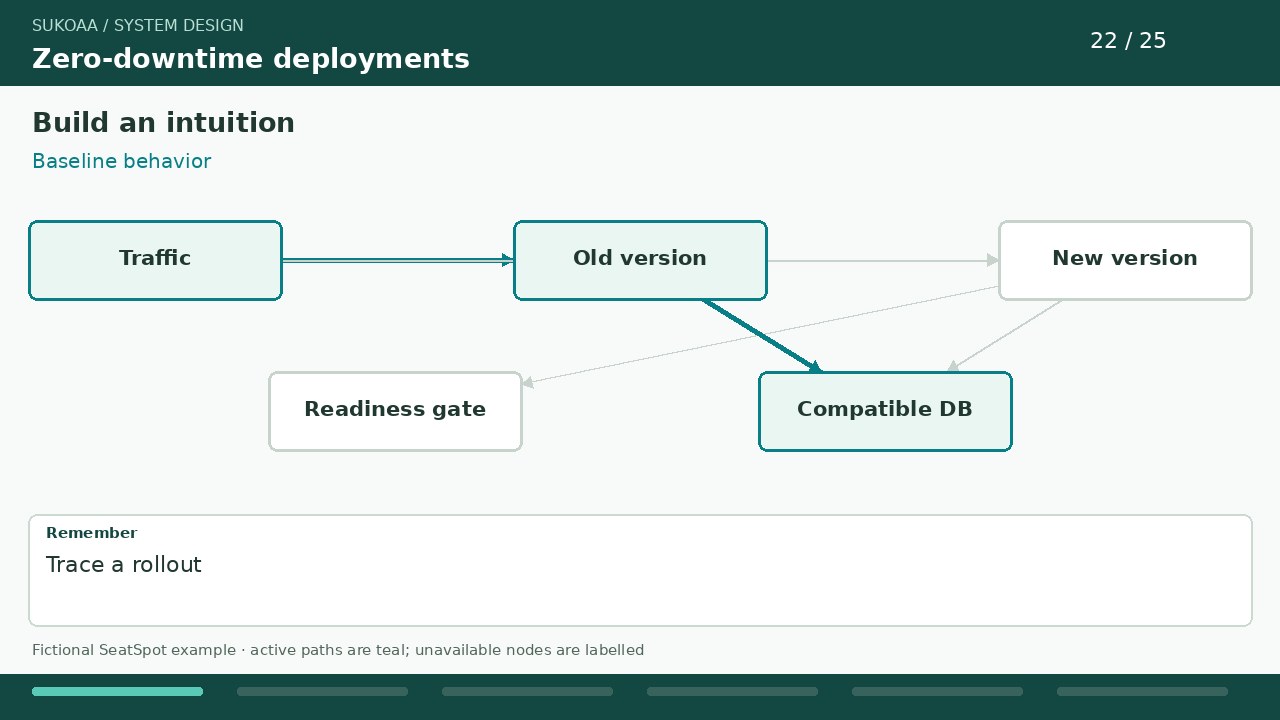 SUKOAA / SYSTEM DESIGN
Zero-downtime deployments
22 / 25
Build an intuition
Baseline behavior
Traffic
Old version
New version
Readiness gate
Compatible DB
Remember
Trace a rollout
Fictional SeatSpot example · active paths are teal; unavailable nodes are labelled